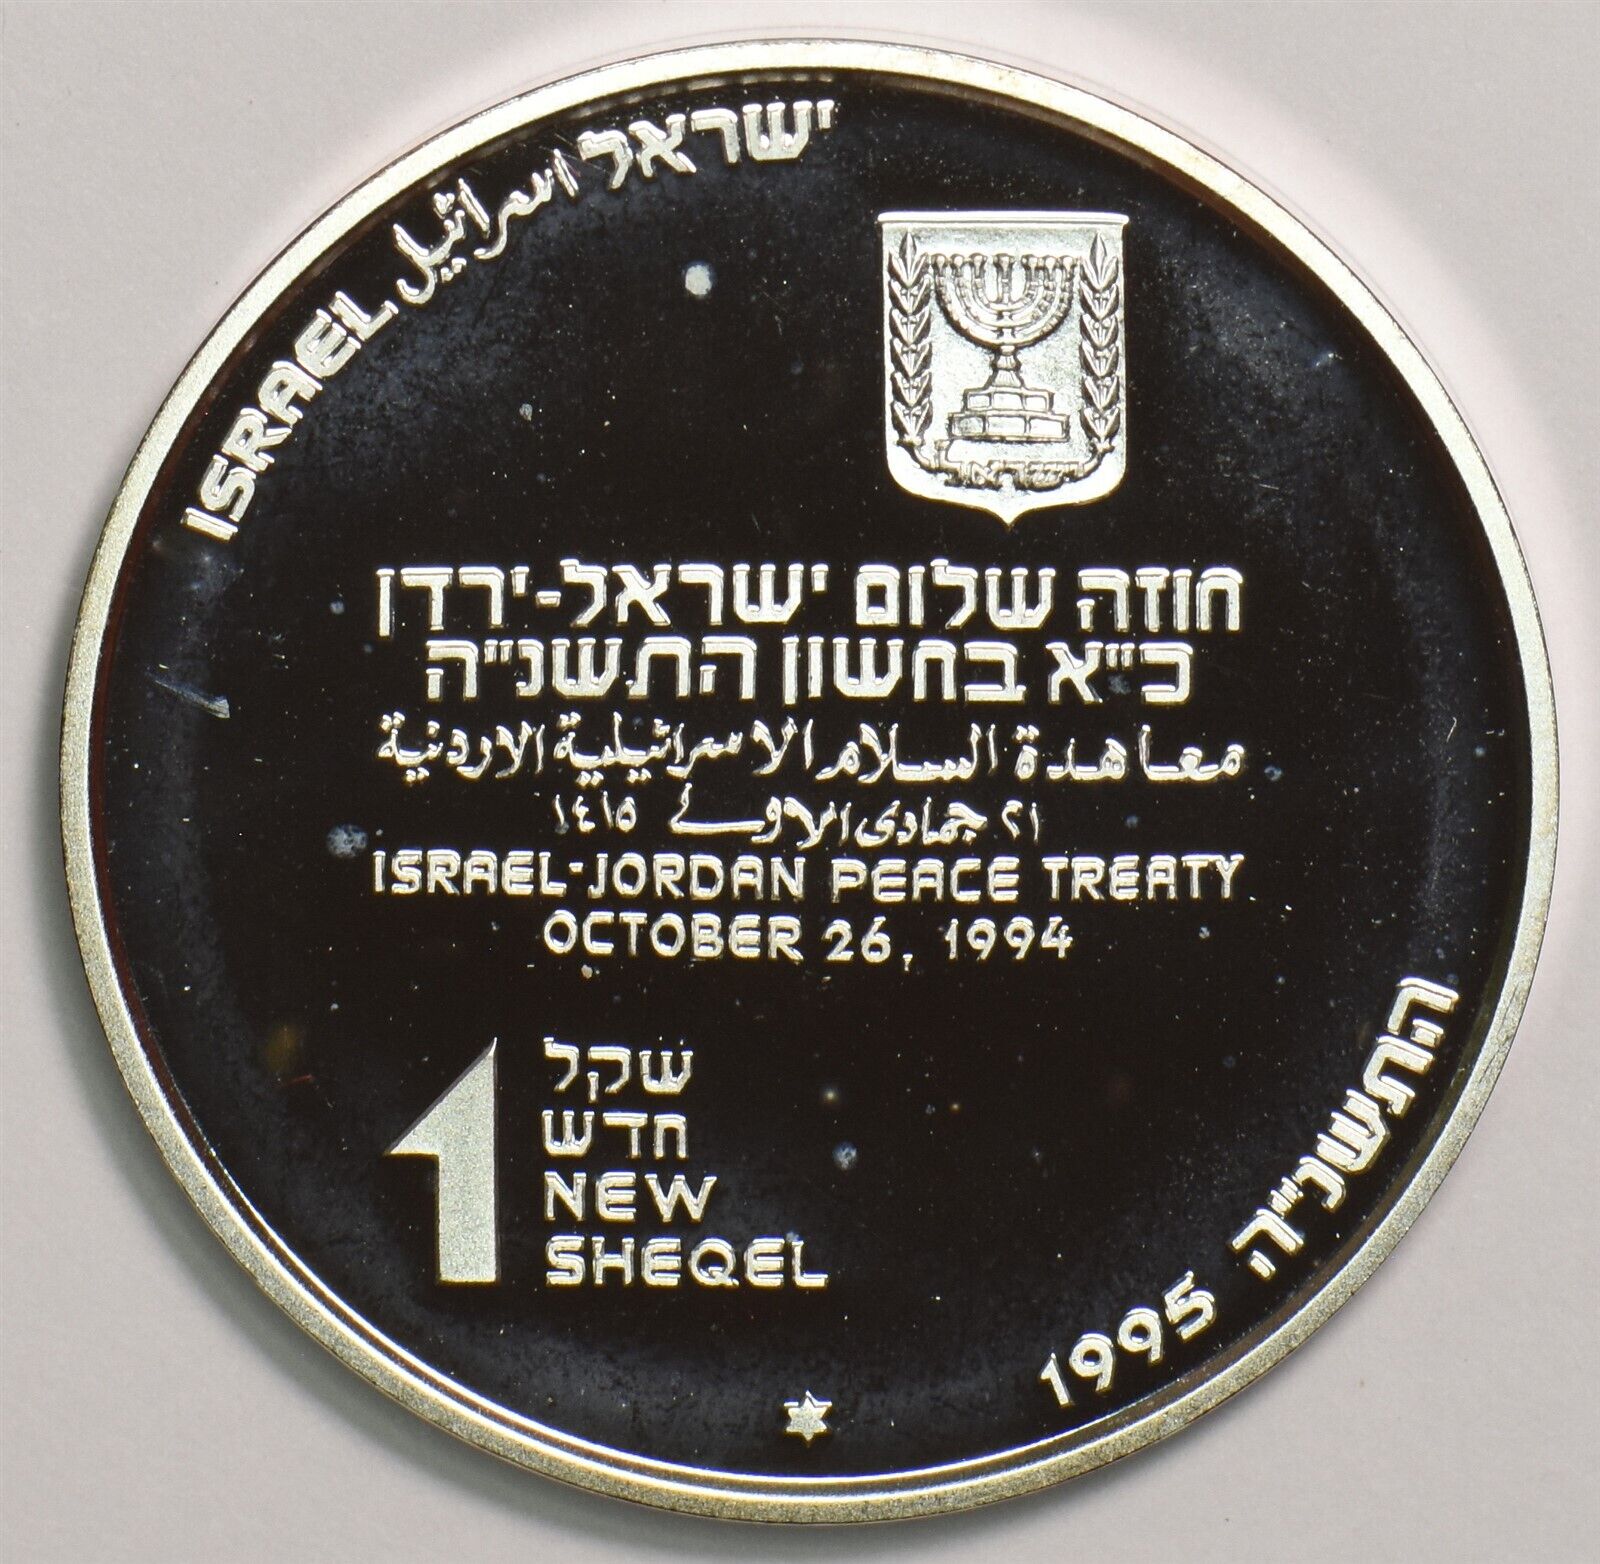 ישראל
اسرائيل
ISRAEL
ישראל
חוזה שלום ישראל-ירדן
כ"א בחשון התשנ"ה
معاهدة السلام الاسرائيلية الاردنية
٢١ جمادى الاولى ١٤١٥
ISRAEL-JORDAN PEACE TREATY
OCTOBER 26, 1994
1
שקל
חדש
NEW
SHEQEL
התשנ"ה
1995